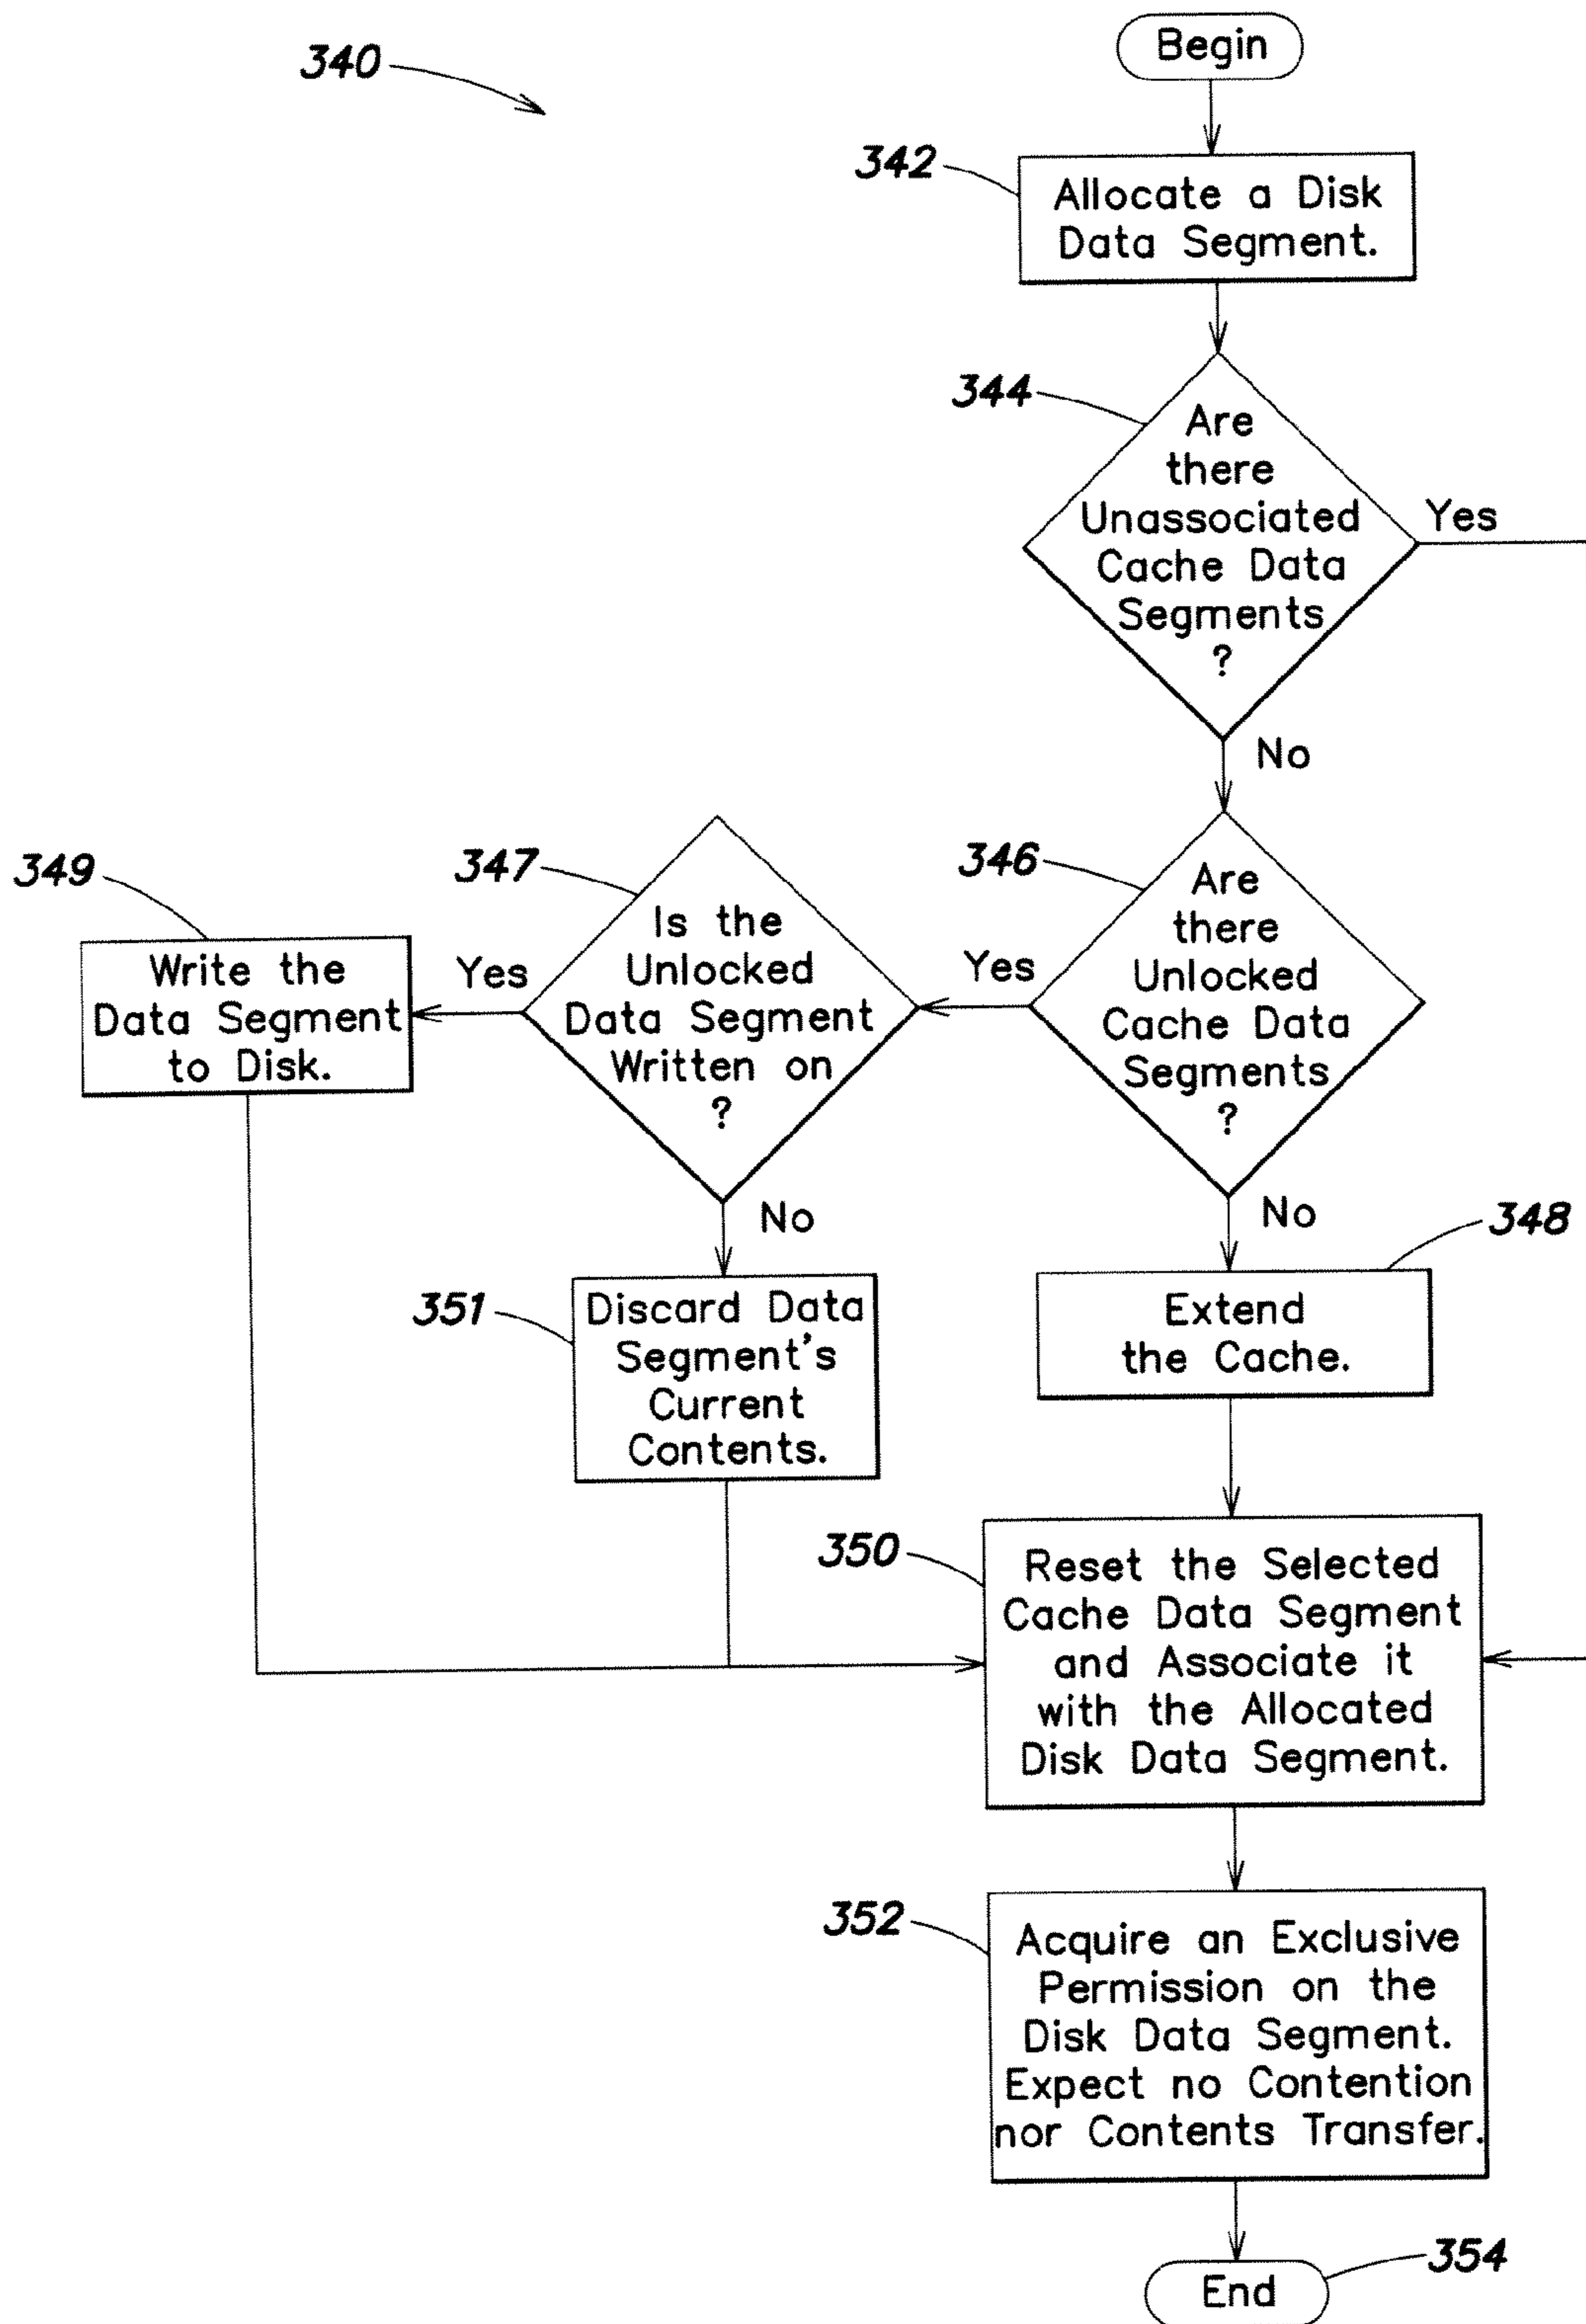 340
Begin
342
Allocate a Disk
Data Segment.
344
Are
there
Unassociated
Cache Data
Segments
?
Yes
No
349
Write the
Data Segment
to Disk.
Yes
347
Is the
Unlocked
Data Segment
Written on
?
Yes
346
Are
there
Unlocked
Cache Data
Segments
?
No
No
351
Discard Data
Segment's
Current
Contents.
348
Extend
the Cache.
350
Reset the Selected
Cache Data Segment
and Associate it
with the Allocated
Disk Data Segment.
352
Acquire an Exclusive
Permission on the
Disk Data Segment.
Expect no Contention
nor Contents Transfer.
354
End